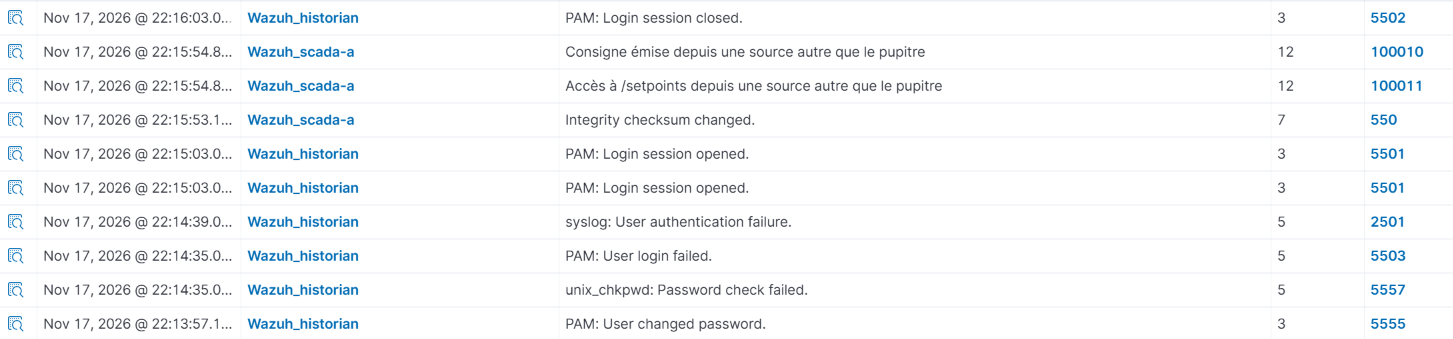 Nov 17, 2026 @ 22:16:03.0... Wazuh_historian PAM: Login session closed. 3 5502
Nov 17, 2026 @ 22:15:54.8... Wazuh_scada-a Consigne émise depuis une source autre que le pupitre 12 100010
Nov 17, 2026 @ 22:15:54.8... Wazuh_scada-a Accès à /setpoints depuis une source autre que le pupitre 12 100011
Nov 17, 2026 @ 22:15:53.1... Wazuh_scada-a Integrity checksum changed. 7 550
Nov 17, 2026 @ 22:15:03.0... Wazuh_historian PAM: Login session opened. 3 5501
Nov 17, 2026 @ 22:15:03.0... Wazuh_historian PAM: Login session opened. 3 5501
Nov 17, 2026 @ 22:14:39.0... Wazuh_historian syslog: User authentication failure. 5 2501
Nov 17, 2026 @ 22:14:35.0... Wazuh_historian PAM: User login failed. 5 5503
Nov 17, 2026 @ 22:14:35.0... Wazuh_historian unix_chkpwd: Password check failed. 5 5557
Nov 17, 2026 @ 22:13:57.1... Wazuh_historian PAM: User changed password. 3 5555